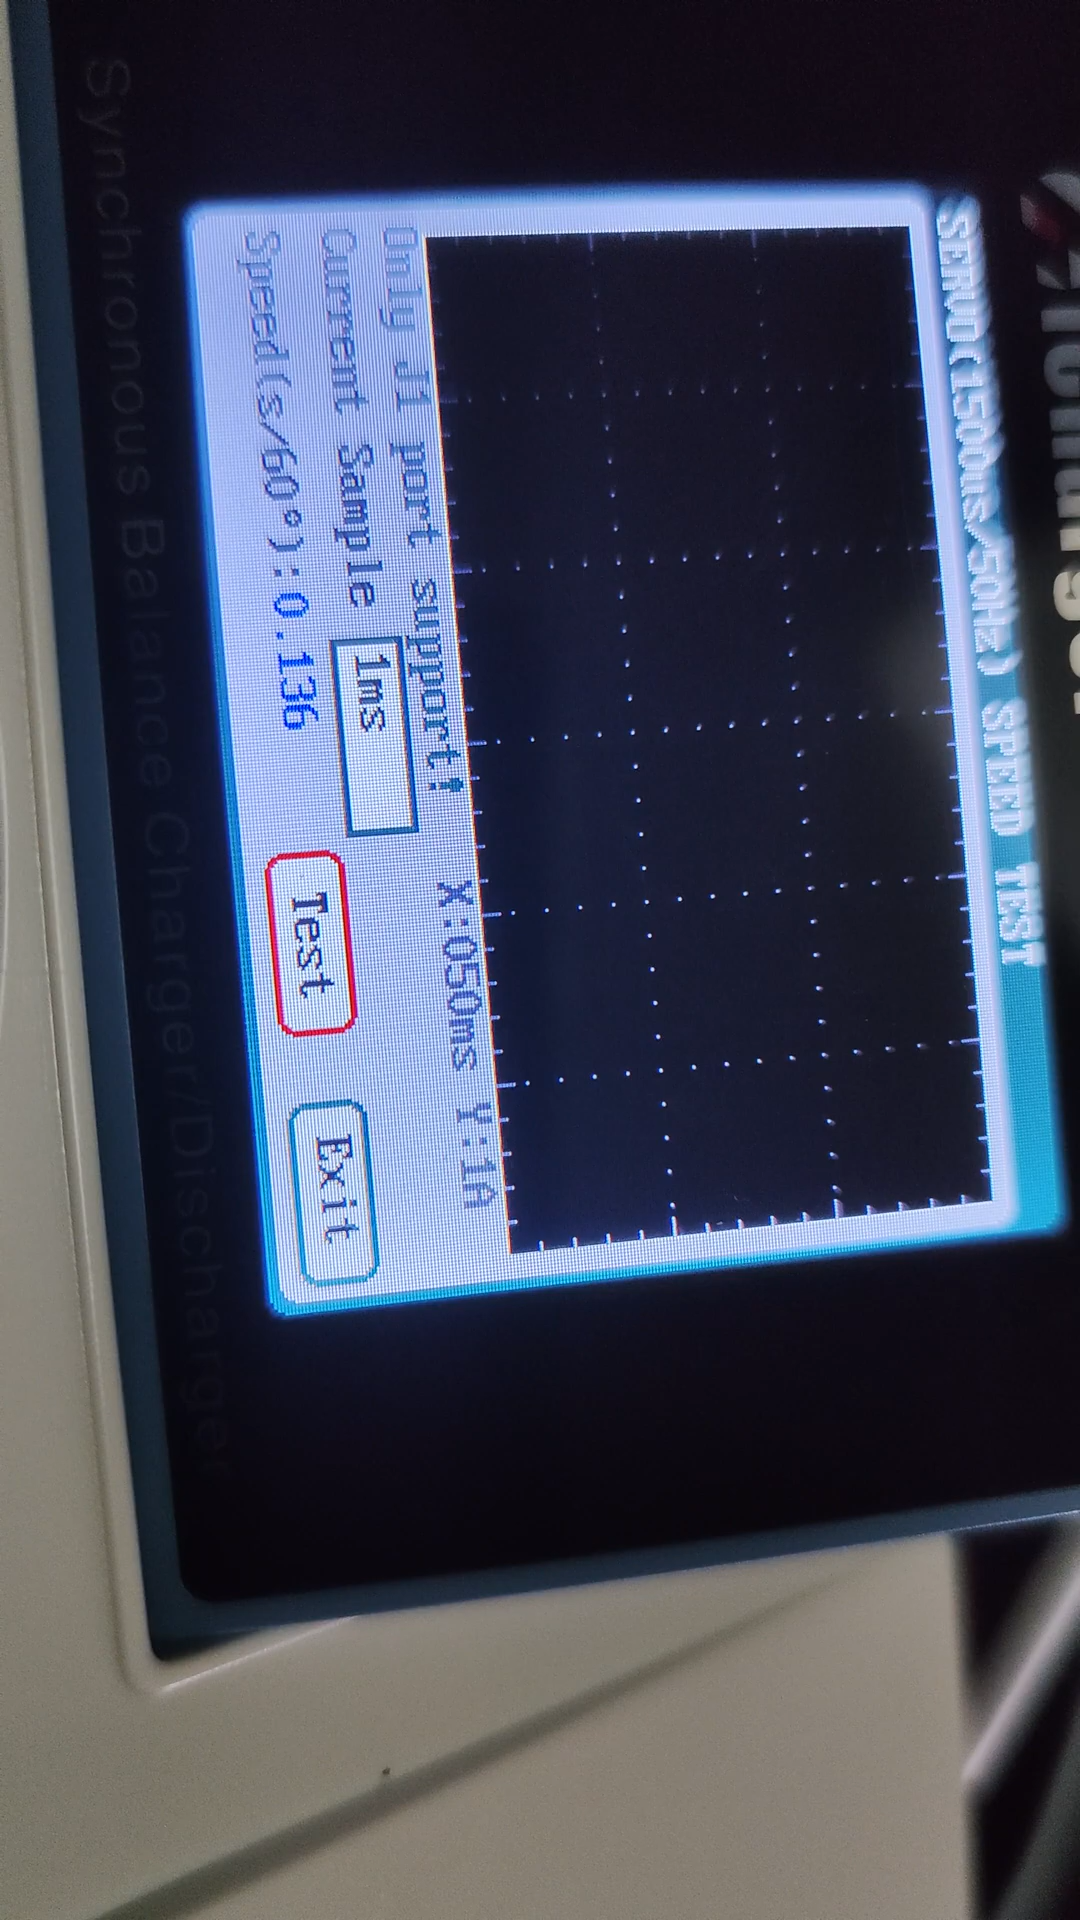 SERVO(1500us/50Hz) SPEED TEST
X:050ms Y:1A
Only J1 port support!
Current Sample 1ms
Speed(s/60°):0.136
Test Exit
Synchronous Balance Charger/Discharger